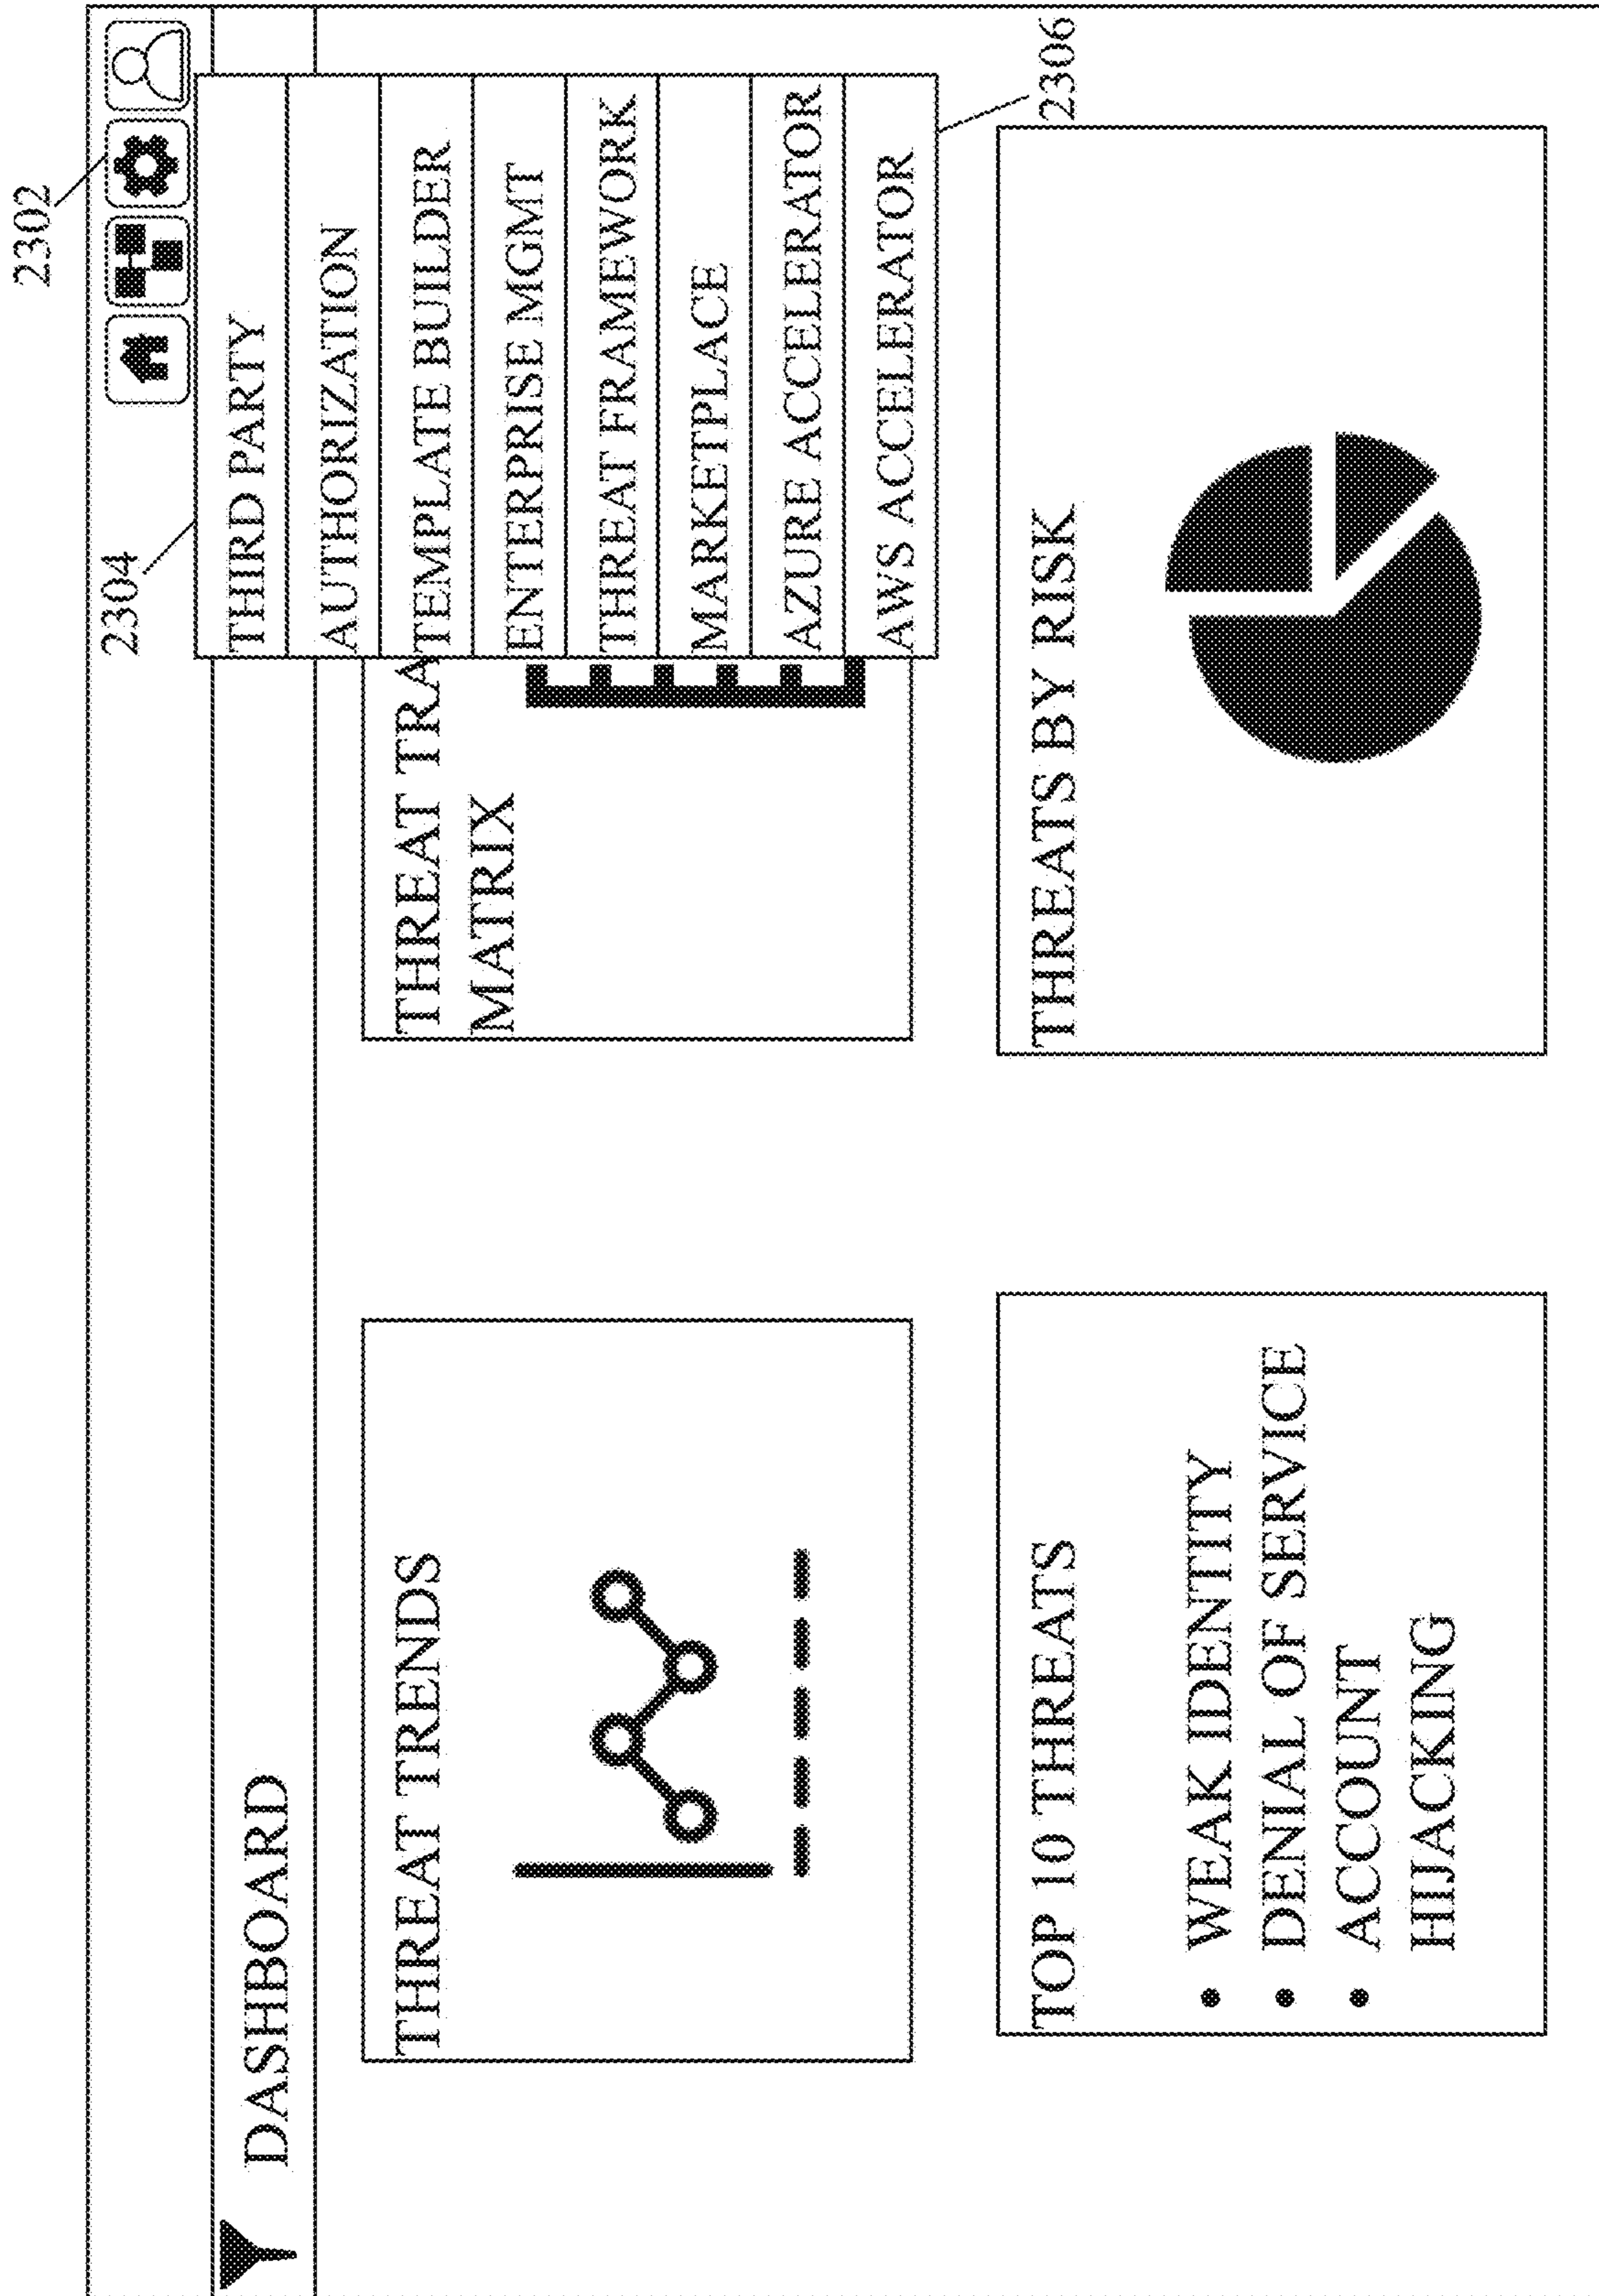 2302
2304
DASHBOARD
THIRD PARTY
AUTHORIZATION
TEMPLATE BUILDER
ENTERPRISE MGMT
THREAT FRAMEWORK
MARKETPLACE
AZURE ACCELERATOR
AWS ACCELERATOR
2306
THREAT TRENDS
THREAT TRA
MATRIX
TOP 10 THREATS
• WEAK IDENTITY
• DENIAL OF SERVICE
• ACCOUNT
HIJACKING
THREATS BY RISK